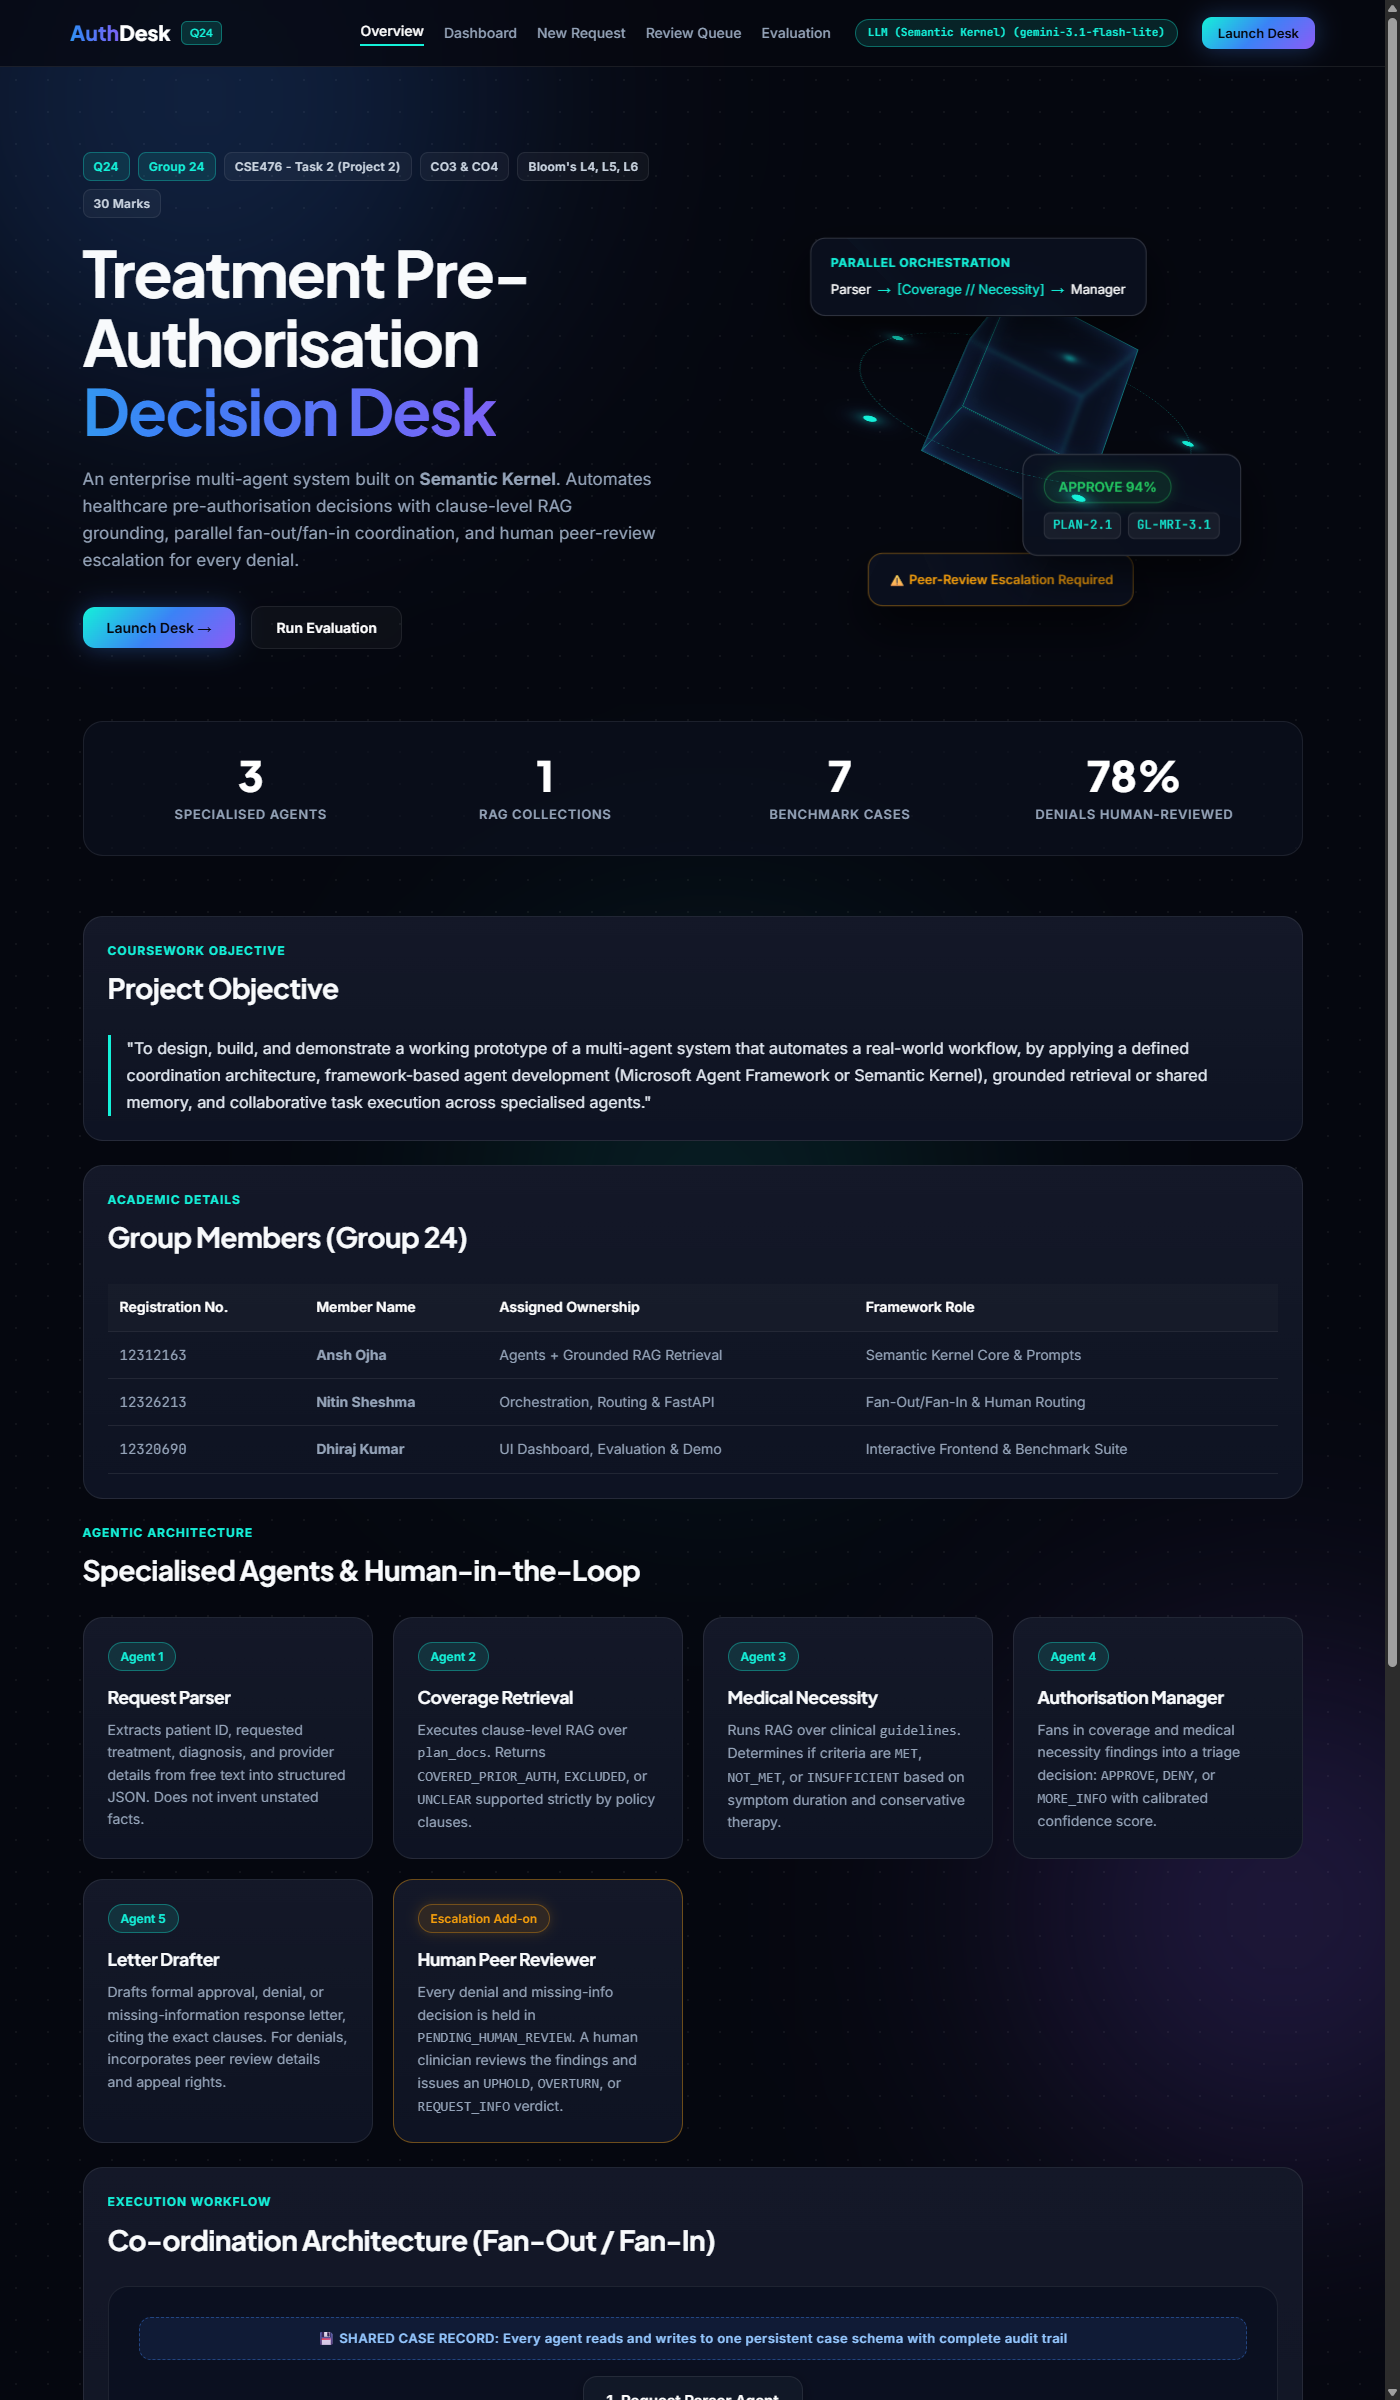 AuthDesk Q24 Overview Dashboard New Request Review Queue Evaluation LLM (Semantic Kernel) (gemini-3.1-flash-lite) Launch Desk
Q24 Group 24 CSE476 - Task 2 (Project 2) CO3 & CO4 Bloom's L4, L5, L6
30 Marks
Treatment Pre-
Authorisation
Decision Desk
An enterprise multi-agent system built on Semantic Kernel. Automates
healthcare pre-authorisation decisions with clause-level RAG
grounding, parallel fan-out/fan-in coordination, and human peer-review
escalation for every denial.
Launch Desk → Run Evaluation
PARALLEL ORCHESTRATION
Parser → [Coverage // Necessity] → Manager
APPROVE 94%
PLAN-2.1 GL-MRI-3.1
⚠ Peer-Review Escalation Required
3
SPECIALISED AGENTS
1
RAG COLLECTIONS
7
BENCHMARK CASES
78%
DENIALS HUMAN-REVIEWED
COURSEWORK OBJECTIVE
Project Objective
"To design, build, and demonstrate a working prototype of a multi-agent system that automates a real-world workflow, by applying a defined
coordination architecture, framework-based agent development (Microsoft Agent Framework or Semantic Kernel), grounded retrieval or shared
memory, and collaborative task execution across specialised agents."
ACADEMIC DETAILS
Group Members (Group 24)
Registration No. Member Name Assigned Ownership Framework Role
12312163 Ansh Ojha Agents + Grounded RAG Retrieval Semantic Kernel Core & Prompts
12326213 Nitin Sheshma Orchestration, Routing & FastAPI Fan-Out/Fan-In & Human Routing
12320690 Dhiraj Kumar UI Dashboard, Evaluation & Demo Interactive Frontend & Benchmark Suite
AGENTIC ARCHITECTURE
Specialised Agents & Human-in-the-Loop
Agent 1
Request Parser
Extracts patient ID, requested
treatment, diagnosis, and provider
details from free text into structured
JSON. Does not invent unstated
facts.
Agent 2
Coverage Retrieval
Executes clause-level RAG over
plan_docs. Returns
COVERED_PRIOR_AUTH, EXCLUDED, or
UNCLEAR supported strictly by policy
clauses.
Agent 3
Medical Necessity
Runs RAG over clinical guidelines.
Determines if criteria are MET,
NOT_MET, or INSUFFICIENT based on
symptom duration and conservative
therapy.
Agent 4
Authorisation Manager
Fans in coverage and medical
necessity findings into a triage
decision: APPROVE, DENY, or
MORE_INFO with calibrated
confidence score.
Agent 5
Letter Drafter
Drafts formal approval, denial, or
missing-information response letter,
citing the exact clauses. For denials,
incorporates peer review details
and appeal rights.
Escalation Add-on
Human Peer Reviewer
Every denial and missing-info
decision is held in
PENDING_HUMAN_REVIEW. A human
clinician reviews the findings and
issues an UPHOLD, OVERTURN, or
REQUEST_INFO verdict.
EXECUTION WORKFLOW
Co-ordination Architecture (Fan-Out / Fan-In)
💾 SHARED CASE RECORD: Every agent reads and writes to one persistent case schema with complete audit trail
1. Request Parser Agent